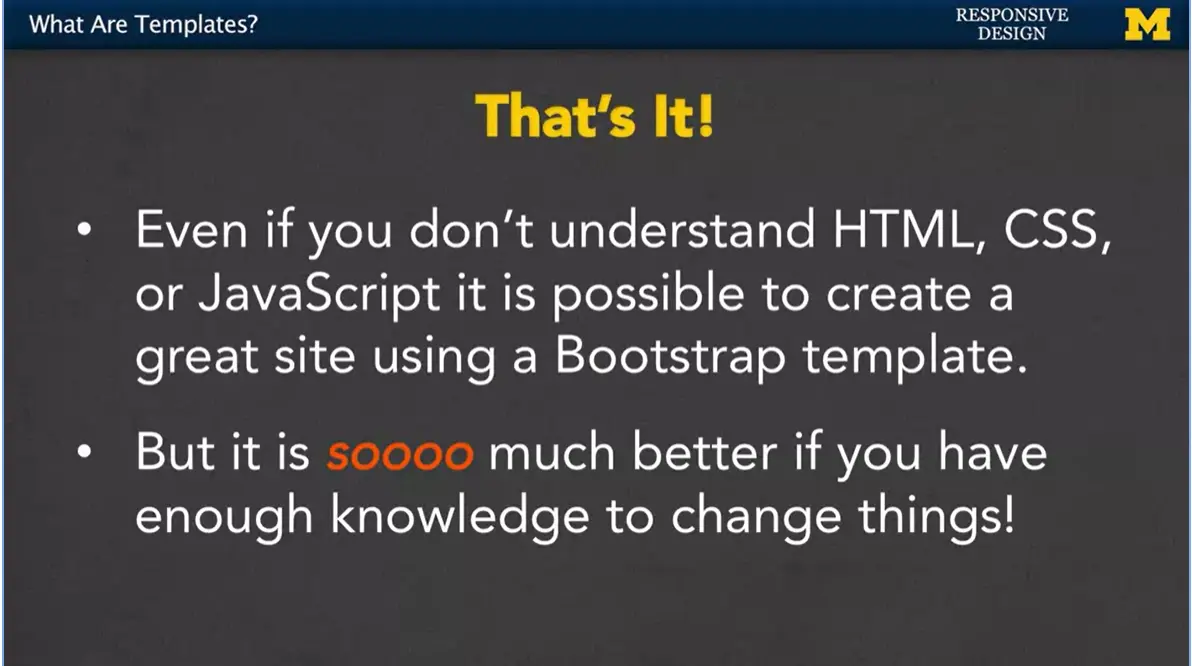 What Are Templates?
RESPONSIVE
DESIGN
M
That's It!
• Even if you don't understand HTML, CSS,
or JavaScript it is possible to create a
great site using a Bootstrap template.
• But it is soooo much better if you have
enough knowledge to change things!